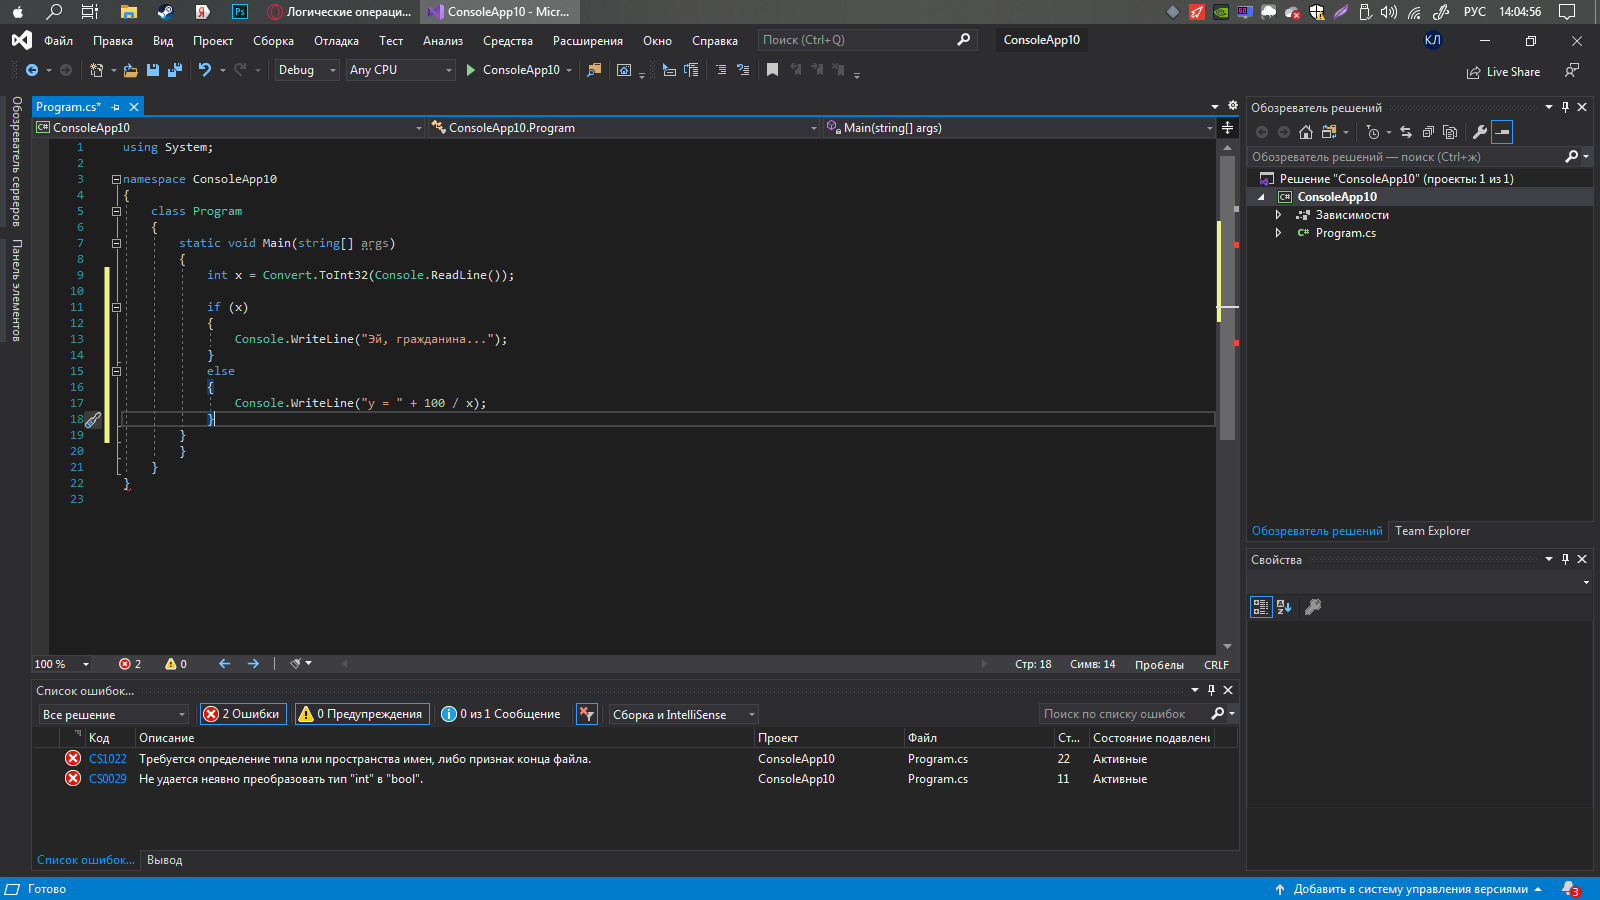 Логические операци...
ConsoleApp10 - Micr...
РУС
14:04:56
Файл Правка Вид Проект Сборка Отладка Тест Анализ Средства Расширения Окно Справка
Поиск (Ctrl+Q)
ConsoleApp10
КЛ
Debug
Any CPU
ConsoleApp10
Live Share
Обозреватель серверов
Панель элементов
Program.cs*
ConsoleApp10
ConsoleApp10.Program
Main(string[] args)
1 using System;
2
3 namespace ConsoleApp10
4 {
5 class Program
6 {
7 static void Main(string[] args)
8 {
9 int x = Convert.ToInt32(Console.ReadLine());
10
11 if (x)
12 {
13 Console.WriteLine("Эй, гражданина...");
14 }
15 else
16 {
17 Console.WriteLine("y = " + 100 / x);
18 }
19 }
20 }
21 }
22 }
23
100 %
2
0
Стр: 18
Симв: 14
Пробелы
CRLF
Обозреватель решений
Обозреватель решений — поиск (Ctrl+ж)
Решение "ConsoleApp10" (проекты: 1 из 1)
ConsoleApp10
Зависимости
Program.cs
Обозреватель решений
Team Explorer
Свойства
Список ошибок...
Все решение
2 Ошибки
0 Предупреждения
0 из 1 Сообщение
Сборка и IntelliSense
Поиск по списку ошибок
Код Описание Проект Файл Ст... Состояние подавлени
CS1022 Требуется определение типа или пространства имен, либо признак конца файла. ConsoleApp10 Program.cs 22 Активные
CS0029 Не удается неявно преобразовать тип "int" в "bool". ConsoleApp10 Program.cs 11 Активные
Список ошибок...
Вывод
Готово
Добавить в систему управления версиями
3